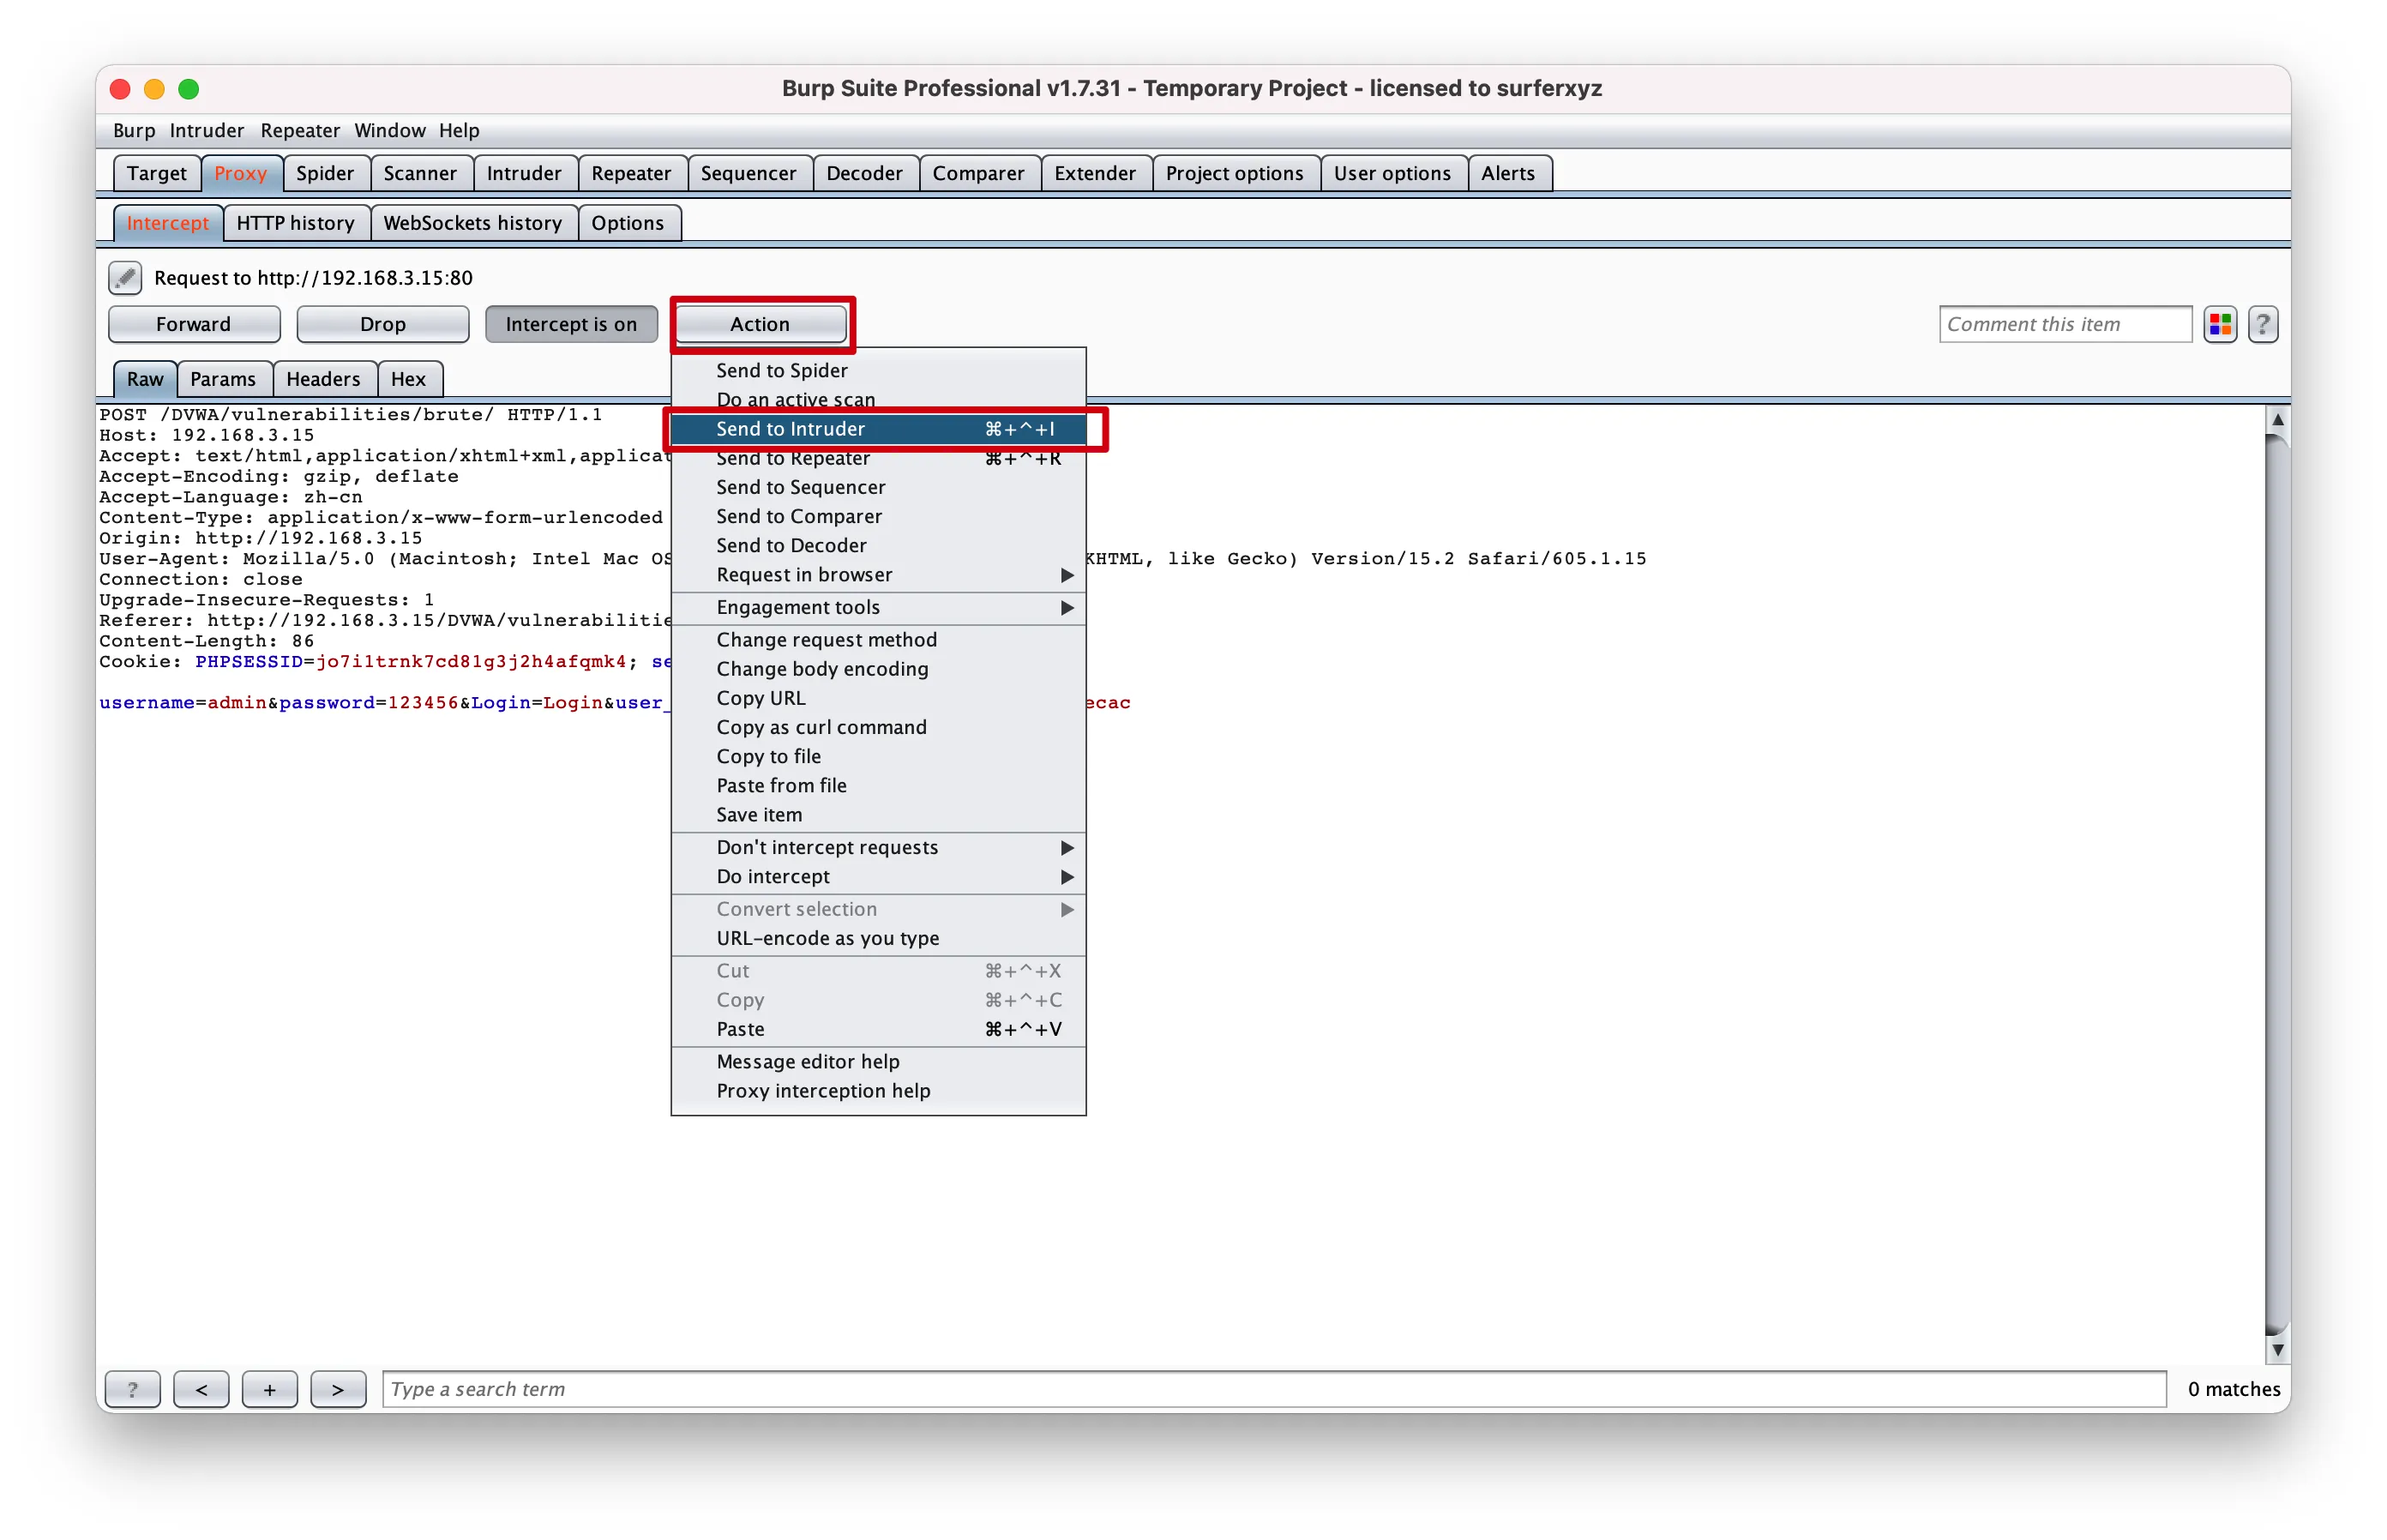 Burp Suite Professional v1.7.31 - Temporary Project - licensed to surferxyz
Burp Intruder Repeater Window Help
Target Proxy Spider Scanner Intruder Repeater Sequencer Decoder Comparer Extender Project options User options Alerts
Intercept HTTP history WebSockets history Options
Request to http://192.168.3.15:80
Forward Drop Intercept is on Action Comment this item ?
Raw Params Headers Hex
POST /DVWA/vulnerabilities/brute/ HTTP/1.1
Host: 192.168.3.15
Accept: text/html,application/xhtml+xml,applicat
Accept-Encoding: gzip, deflate
Accept-Language: zh-cn
Content-Type: application/x-www-form-urlencoded
Origin: http://192.168.3.15
User-Agent: Mozilla/5.0 (Macintosh; Intel Mac OS KHTML, like Gecko) Version/15.2 Safari/605.1.15
Connection: close
Upgrade-Insecure-Requests: 1
Referer: http://192.168.3.15/DVWA/vulnerabilitie
Content-Length: 86
Cookie: PHPSESSID=jo7i1trnk7cd81g3j2h4afqmk4; se
username=admin&password=123456&Login=Login&user_ ecac
Send to Spider
Do an active scan
Send to Intruder ⌘+^+I
Send to Repeater ⌘+^+R
Send to Sequencer
Send to Comparer
Send to Decoder
Request in browser
Engagement tools
Change request method
Change body encoding
Copy URL
Copy as curl command
Copy to file
Paste from file
Save item
Don't intercept requests
Do intercept
Convert selection
URL-encode as you type
Cut ⌘+^+X
Copy ⌘+^+C
Paste ⌘+^+V
Message editor help
Proxy interception help
? < + > Type a search term 0 matches